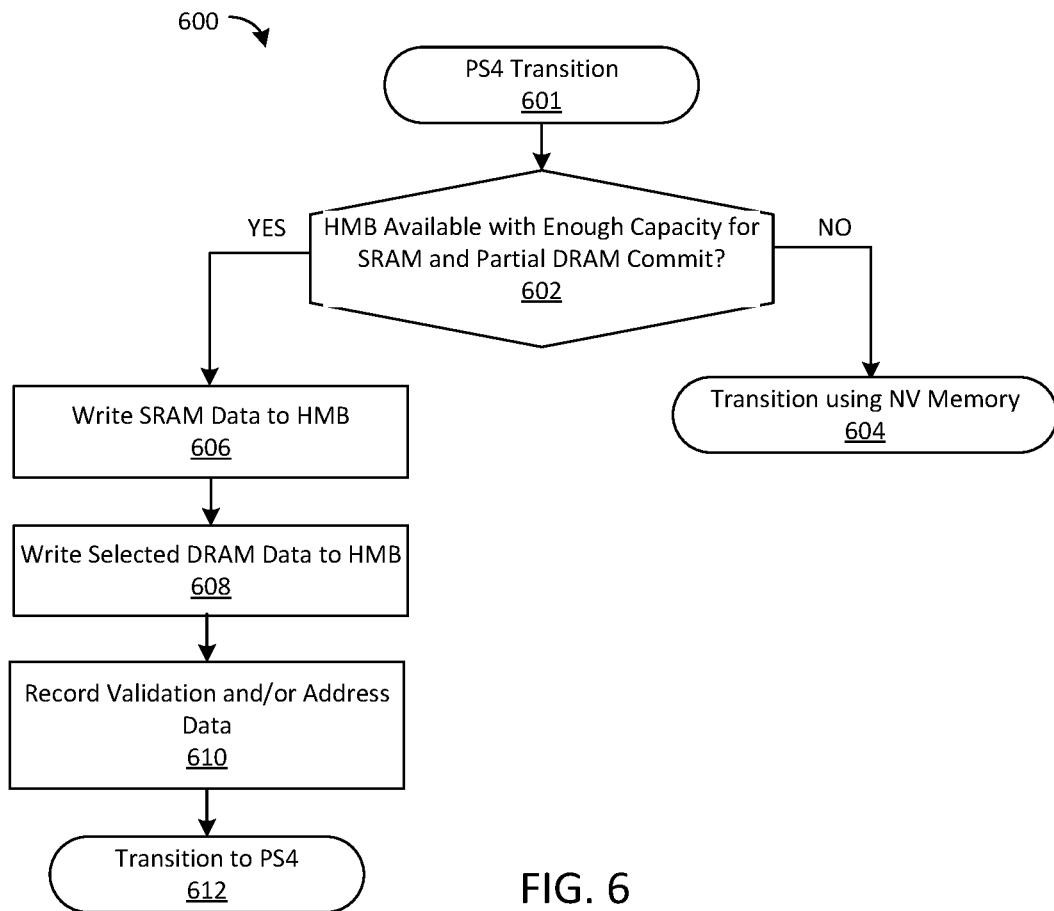 600
PS4 Transition
601
HMB Available with Enough Capacity for
SRAM and Partial DRAM Commit?
602
YES
NO
Transition using NV Memory
604
Write SRAM Data to HMB
606
Write Selected DRAM Data to HMB
608
Record Validation and/or Address
Data
610
Transition to PS4
612
FIG. 6